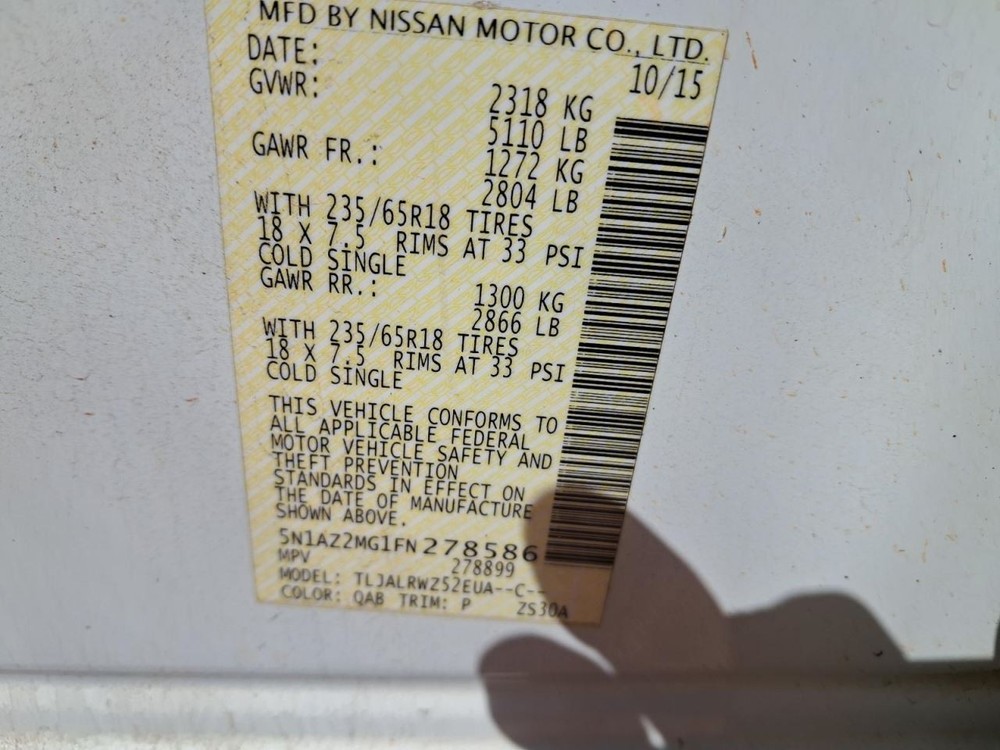 MFD BY NISSAN MOTOR CO., LTD.
DATE: 10/15
GVWR: 2318 KG
5110 LB
GAWR FR.: 1272 KG
2804 LB
WITH 235/65R18 TIRES
18 X 7.5 RIMS AT 33 PSI
COLD SINGLE
GAWR RR.: 1300 KG
2866 LB
WITH 235/65R18 TIRES
18 X 7.5 RIMS AT 33 PSI
COLD SINGLE
THIS VEHICLE CONFORMS TO
ALL APPLICABLE FEDERAL
MOTOR VEHICLE SAFETY AND
THEFT PREVENTION
STANDARDS IN EFFECT ON
THE DATE OF MANUFACTURE
SHOWN ABOVE.
5N1AZ2MG1FN278586
MPV 278899
MODEL: TLJALRWZ52EUA--C--
COLOR: QAB TRIM: P ZS30A